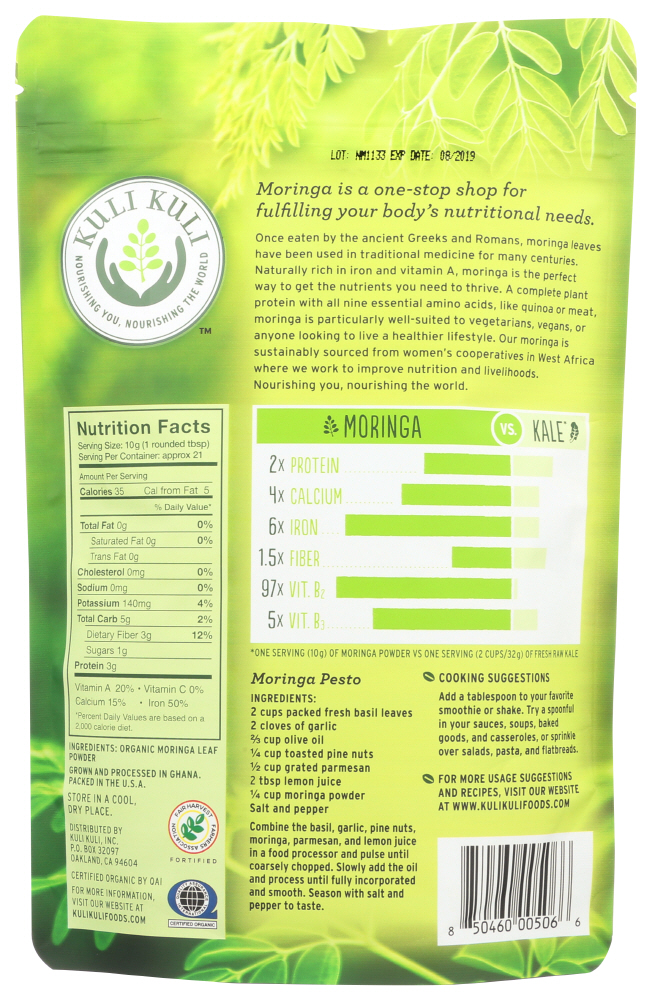 LOT: NM1133 EXP DATE: 08/2019
KULI KULI
NOURISHING YOU, NOURISHING THE WORLD
TM
Moringa is a one-stop shop for
fulfilling your body's nutritional needs.
Once eaten by the ancient Greeks and Romans, moringa leaves
have been used in traditional medicine for many centuries.
Naturally rich in iron and vitamin A, moringa is the perfect
way to get the nutrients you need to thrive. A complete plant
protein with all nine essential amino acids, like quinoa or meat,
moringa is particularly well-suited to vegetarians, vegans, or
anyone looking to live a healthier lifestyle. Our moringa is
sustainably sourced from women's cooperatives in West Africa
where we work to improve nutrition and livelihoods.
Nourishing you, nourishing the world.
Nutrition Facts
Serving Size: 10g (1 rounded tbsp)
Serving Per Container: approx 21
Amount Per Serving
Calories 35 Cal from Fat 5
% Daily Value*
Total Fat 0g 0%
Saturated Fat 0g 0%
Trans Fat 0g
Cholesterol 0mg 0%
Sodium 0mg 0%
Potassium 140mg 4%
Total Carb 5g 2%
Dietary Fiber 3g 12%
Sugars 1g
Protein 3g
Vitamin A 20% • Vitamin C 0%
Calcium 15% • Iron 50%
*Percent Daily Values are based on a
2,000 calorie diet.
INGREDIENTS: ORGANIC MORINGA LEAF
POWDER
GROWN AND PROCESSED IN GHANA.
PACKED IN THE U.S.A.
STORE IN A COOL,
DRY PLACE.
DISTRIBUTED BY
KULI KULI, INC.
P.O. BOX 32097
OAKLAND, CA 94604
CERTIFIED ORGANIC BY QAI
FOR MORE INFORMATION,
VISIT OUR WEBSITE AT
KULIKULIFOODS.COM
FAIR HARVEST
FARMERS ASSOCIATION
FORTIFIED
QUALITY ASSURANCE
INTERNATIONAL
CERTIFIED ORGANIC
MORINGA VS. KALE*
2X PROTEIN
4X CALCIUM
6X IRON
1.5X FIBER
97X VIT. B2
5X VIT. B3
*ONE SERVING (10g) OF MORINGA POWDER VS ONE SERVING (2 CUPS/32g) OF FRESH RAW KALE
Moringa Pesto
INGREDIENTS:
2 cups packed fresh basil leaves
2 cloves of garlic
⅔ cup olive oil
¼ cup toasted pine nuts
½ cup grated parmesan
2 tbsp lemon juice
¼ cup moringa powder
Salt and pepper
Combine the basil, garlic, pine nuts,
moringa, parmesan, and lemon juice
in a food processor and pulse until
coarsely chopped. Slowly add the oil
and process until fully incorporated
and smooth. Season with salt and
pepper to taste.
COOKING SUGGESTIONS
Add a tablespoon to your favorite
smoothie or shake. Try a spoonful
in your sauces, soups, baked
goods, and casseroles, or sprinkle
over salads, pasta, and flatbreads.
FOR MORE USAGE SUGGESTIONS
AND RECIPES, VISIT OUR WEBSITE
AT WWW.KULIKULIFOODS.COM
8 50460 00506 6